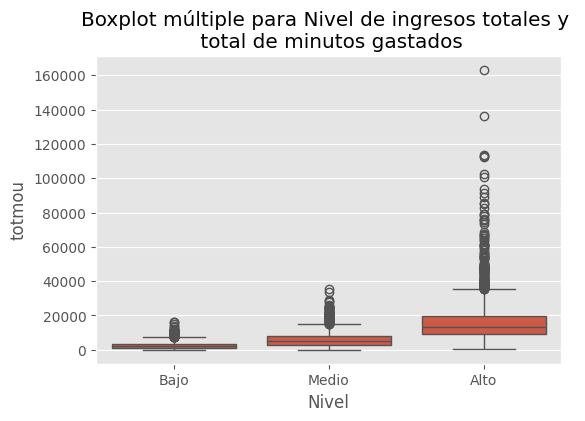 Boxplot múltiple para Nivel de ingresos totales y
total de minutos gastados
160000
140000
120000
100000
80000
60000
40000
20000
0
totmou
Bajo
Medio
Alto
Nivel